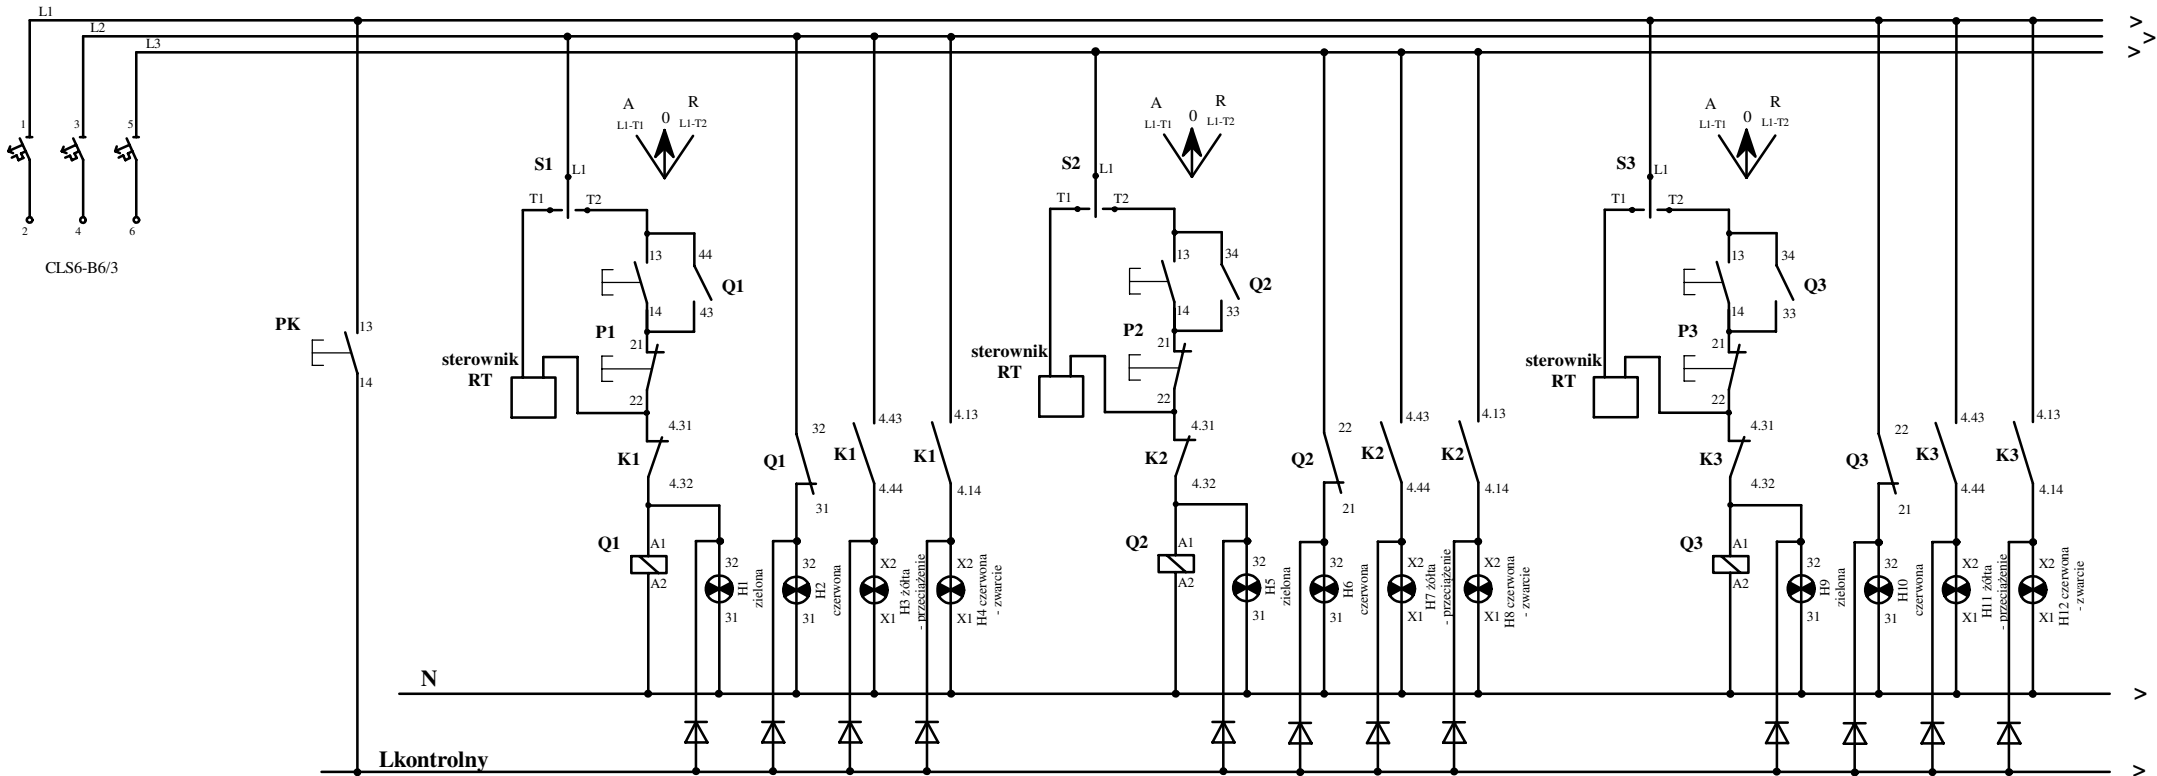 L1
L2
L3
>
>
>
1
3
5
2
4
6
CLS6-B6/3
PK
13
14
A
0
R
L1-T1
L1-T2
S1
L1
T1
T2
13
44
Q1
14
43
P1
21
sterownik
RT
22
4.31
K1
4.32
Q1
A1
A2
32
31
H1
zielona
32
Q1
31
32
31
H2
czerwona
4.43
K1
4.44
X2
X1
H3 żółta
- przeciążenie
4.13
K1
4.14
X2
X1
H4 czerwona
- zwarcie
A
0
R
L1-T1
L1-T2
S2
L1
T1
T2
13
34
Q2
14
33
P2
21
sterownik
RT
22
4.31
K2
4.32
Q2
A1
A2
32
31
H5
zielona
22
Q2
21
32
31
H6
czerwona
4.43
K2
4.44
X2
X1
H7 żółta
- przeciążenie
4.13
K2
4.14
X2
X1
H8 czerwona
- zwarcie
A
0
R
L1-T1
L1-T2
S3
L1
T1
T2
13
34
Q3
14
33
P3
21
sterownik
RT
22
4.31
K3
4.32
Q3
A1
A2
32
31
H9
zielona
22
Q3
21
32
31
H10
czerwona
4.43
K3
4.44
X2
X1
H11 żółta
- przeciążenie
4.13
K3
4.14
X2
X1
H12 czerwona
- zwarcie
N
>
Lkontrolny
>